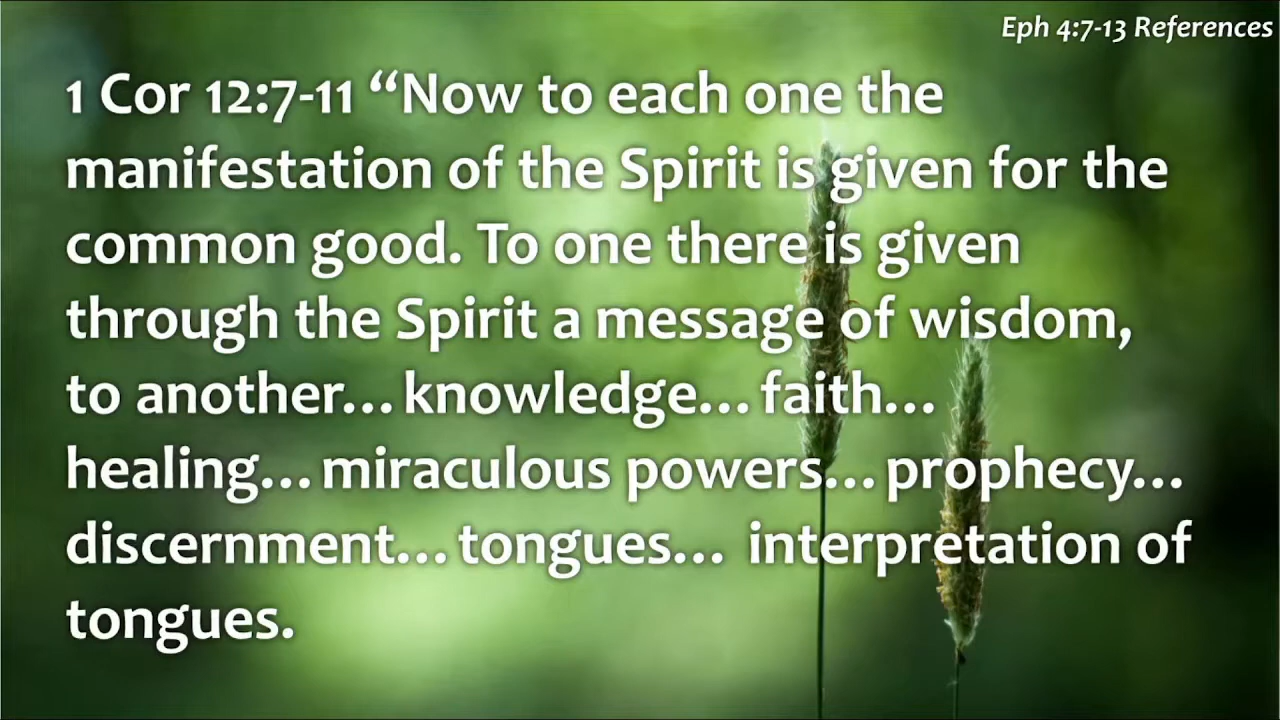 Eph 4:7-13 References
1 Cor 12:7-11 “Now to each one the
manifestation of the Spirit is given for the
common good. To one there is given
through the Spirit a message of wisdom,
to another… knowledge… faith…
healing… miraculous powers… prophecy…
discernment… tongues… interpretation of
tongues.